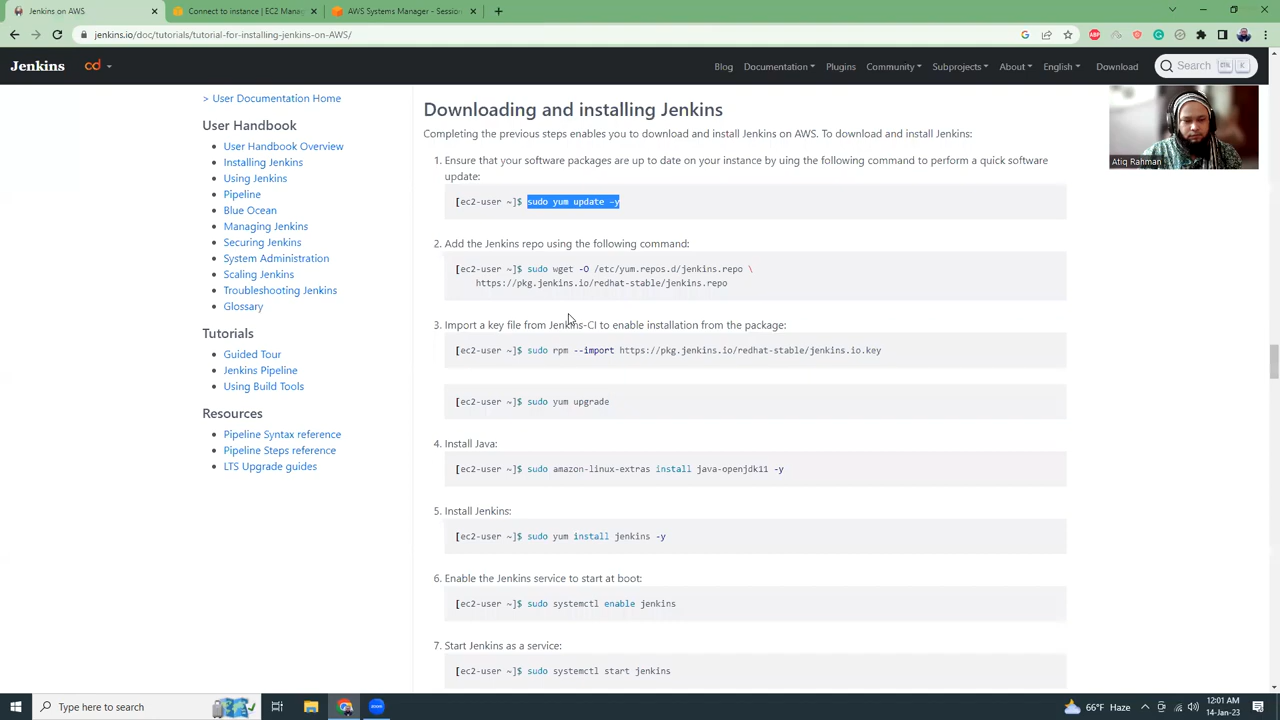 Jenkins on AWS
Connect to instance | EC2 Manag
AWS Systems Manager - Session
jenkins.io/doc/tutorials/tutorial-for-installing-jenkins-on-AWS/
Jenkins
cd
Blog
Documentation
Plugins
Community
Subprojects
About
English
Download
Search
> User Documentation Home
User Handbook
User Handbook Overview
Installing Jenkins
Using Jenkins
Pipeline
Blue Ocean
Managing Jenkins
Securing Jenkins
System Administration
Scaling Jenkins
Troubleshooting Jenkins
Glossary
Tutorials
Guided Tour
Jenkins Pipeline
Using Build Tools
Resources
Pipeline Syntax reference
Pipeline Steps reference
LTS Upgrade guides
Downloading and installing Jenkins
Completing the previous steps enables you to download and install Jenkins on AWS. To download and install Jenkins:
1. Ensure that your software packages are up to date on your instance by uing the following command to perform a quick software
update:
[ec2-user ~]$ sudo yum update –y
2. Add the Jenkins repo using the following command:
[ec2-user ~]$ sudo wget -O /etc/yum.repos.d/jenkins.repo \
https://pkg.jenkins.io/redhat-stable/jenkins.repo
3. Import a key file from Jenkins-CI to enable installation from the package:
[ec2-user ~]$ sudo rpm --import https://pkg.jenkins.io/redhat-stable/jenkins.io.key
[ec2-user ~]$ sudo yum upgrade
4. Install Java:
[ec2-user ~]$ sudo amazon-linux-extras install java-openjdk11 -y
5. Install Jenkins:
[ec2-user ~]$ sudo yum install jenkins -y
6. Enable the Jenkins service to start at boot:
[ec2-user ~]$ sudo systemctl enable jenkins
7. Start Jenkins as a service:
[ec2-user ~]$ sudo systemctl start jenkins
Atiq Rahman
Type here to search
66°F Haze
12:01 AM
14-Jan-23